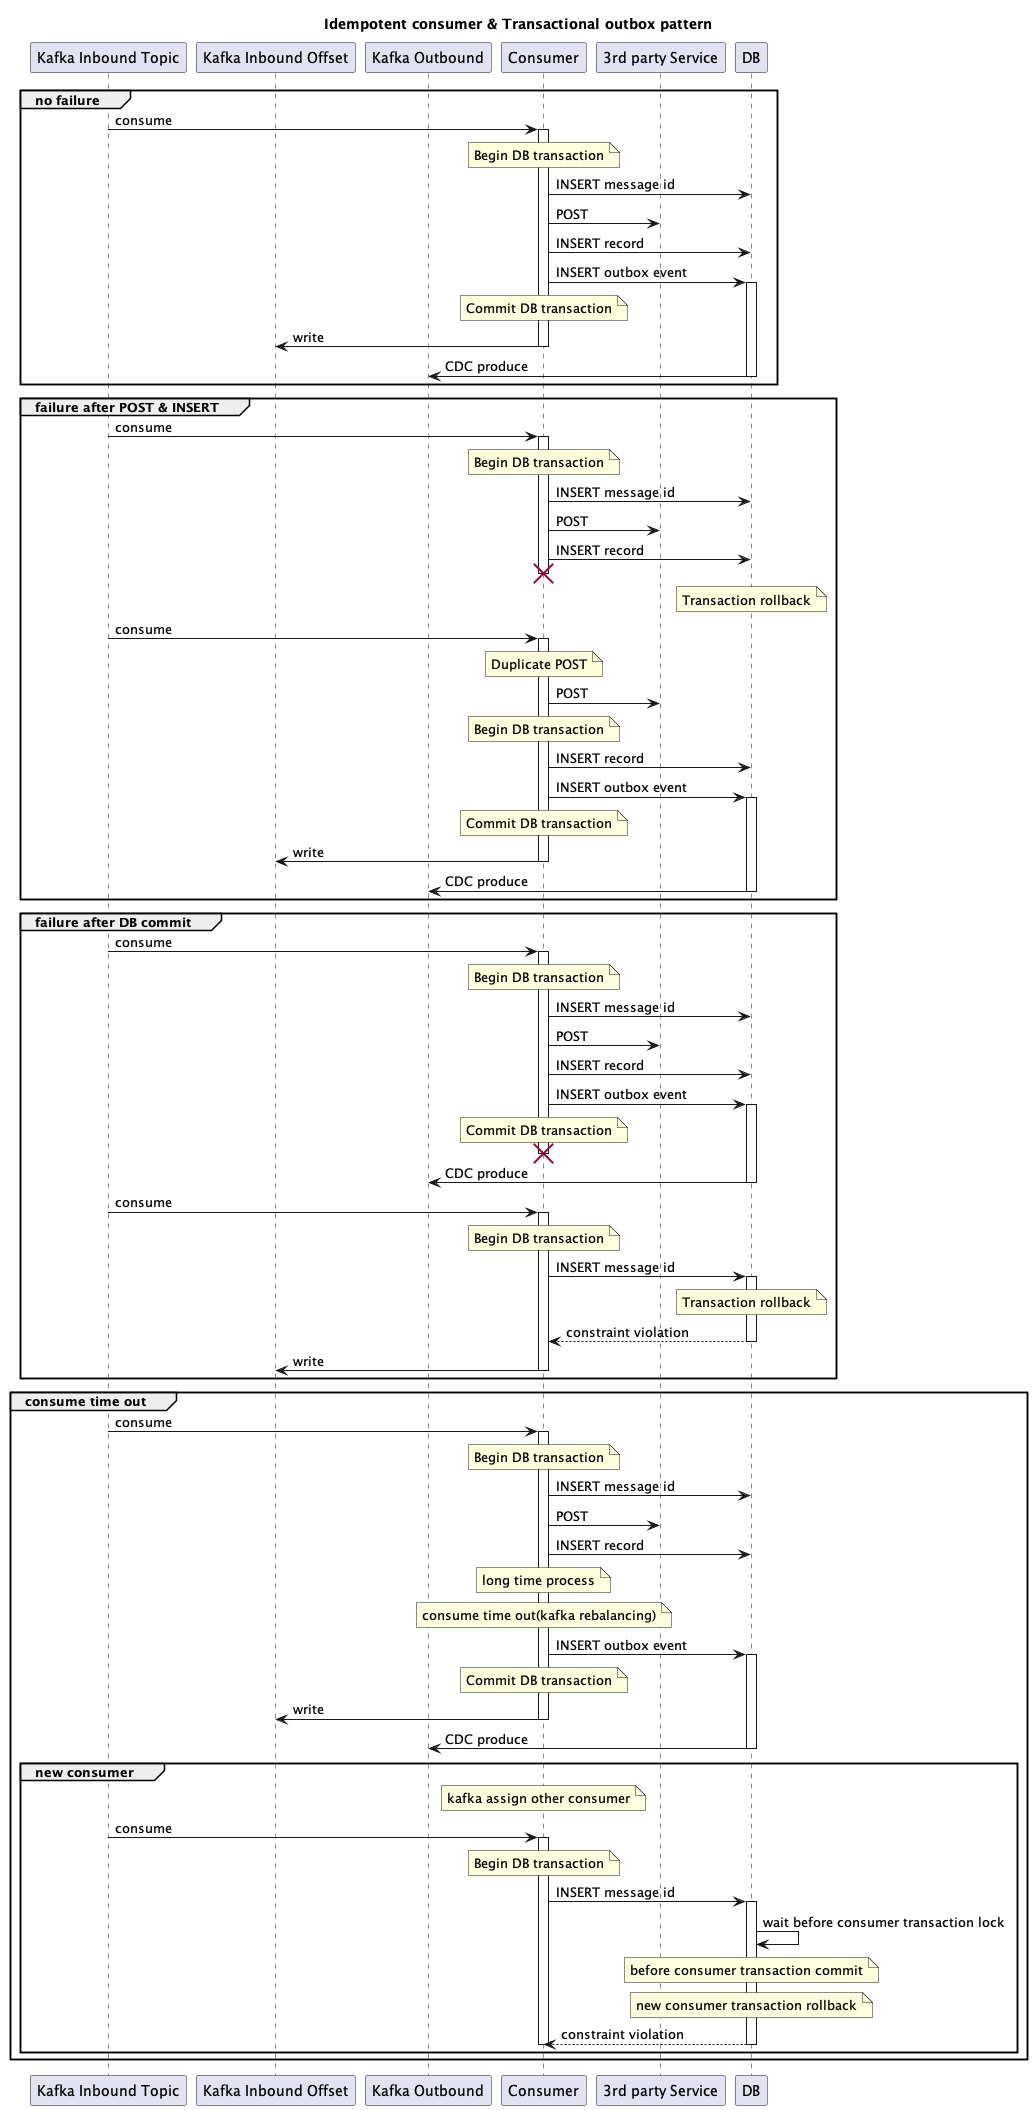 Idempotent consumer & Transactional outbox pattern
Kafka Inbound Topic Kafka Inbound Offset Kafka Outbound Consumer 3rd party Service DB
no failure
consume
Begin DB transaction
INSERT message id
POST
INSERT record
INSERT outbox event
Commit DB transaction
write
CDC produce
failure after POST & INSERT
consume
Begin DB transaction
INSERT message id
POST
INSERT record
Transaction rollback
consume
Duplicate POST
POST
Begin DB transaction
INSERT record
INSERT outbox event
Commit DB transaction
write
CDC produce
failure after DB commit
consume
Begin DB transaction
INSERT message id
POST
INSERT record
INSERT outbox event
Commit DB transaction
CDC produce
consume
Begin DB transaction
INSERT message id
Transaction rollback
constraint violation
write
consume time out
consume
Begin DB transaction
INSERT message id
POST
INSERT record
long time process
consume time out(kafka rebalancing)
INSERT outbox event
Commit DB transaction
write
CDC produce
new consumer
kafka assign other consumer
consume
Begin DB transaction
INSERT message id
wait before consumer transaction lock
before consumer transaction commit
new consumer transaction rollback
constraint violation
Kafka Inbound Topic Kafka Inbound Offset Kafka Outbound Consumer 3rd party Service DB